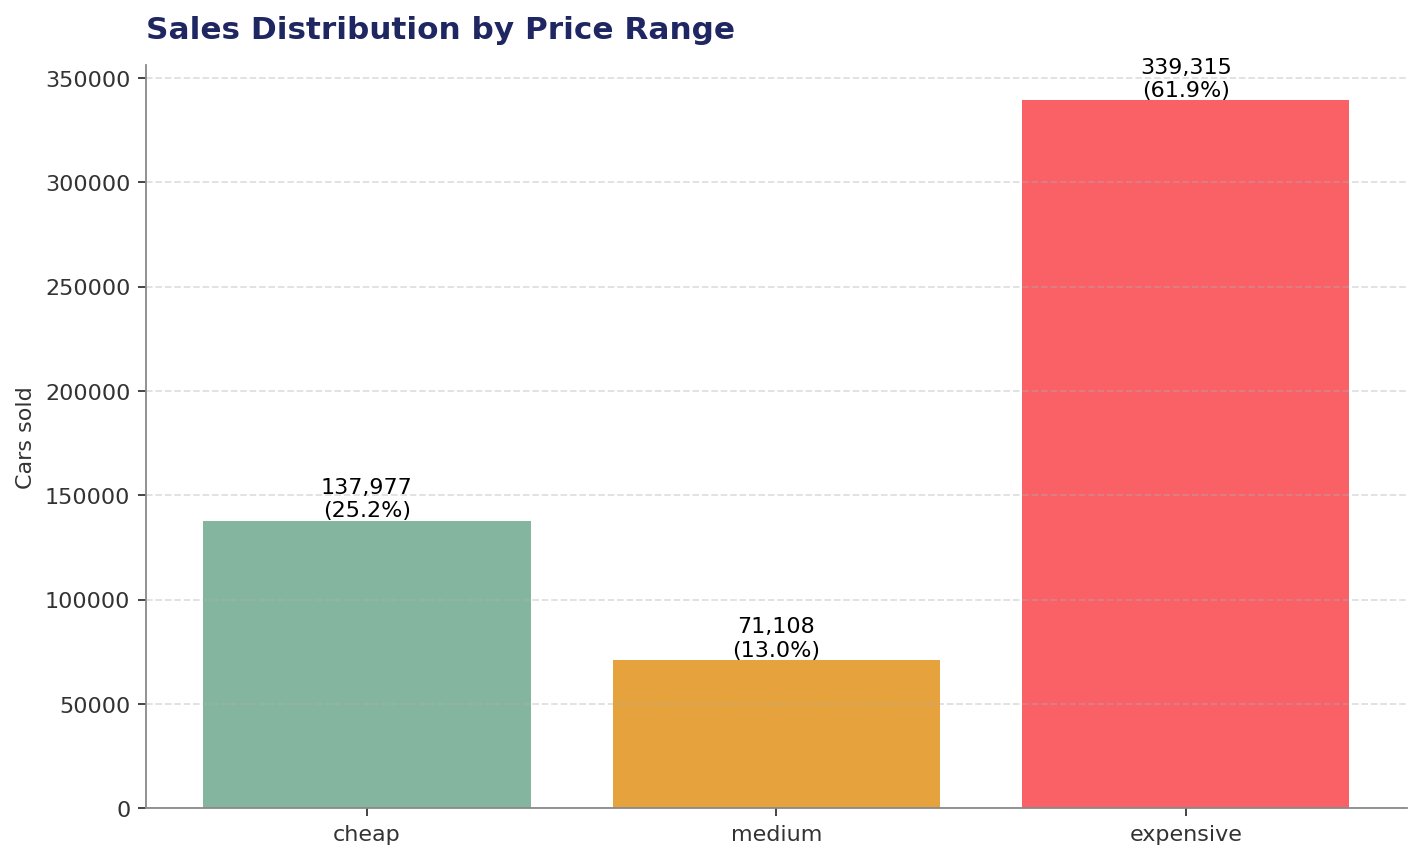 Sales Distribution by Price Range
350000
300000
250000
200000
150000
100000
50000
0
Cars sold
137,977
(25.2%)
71,108
(13.0%)
339,315
(61.9%)
cheap
medium
expensive